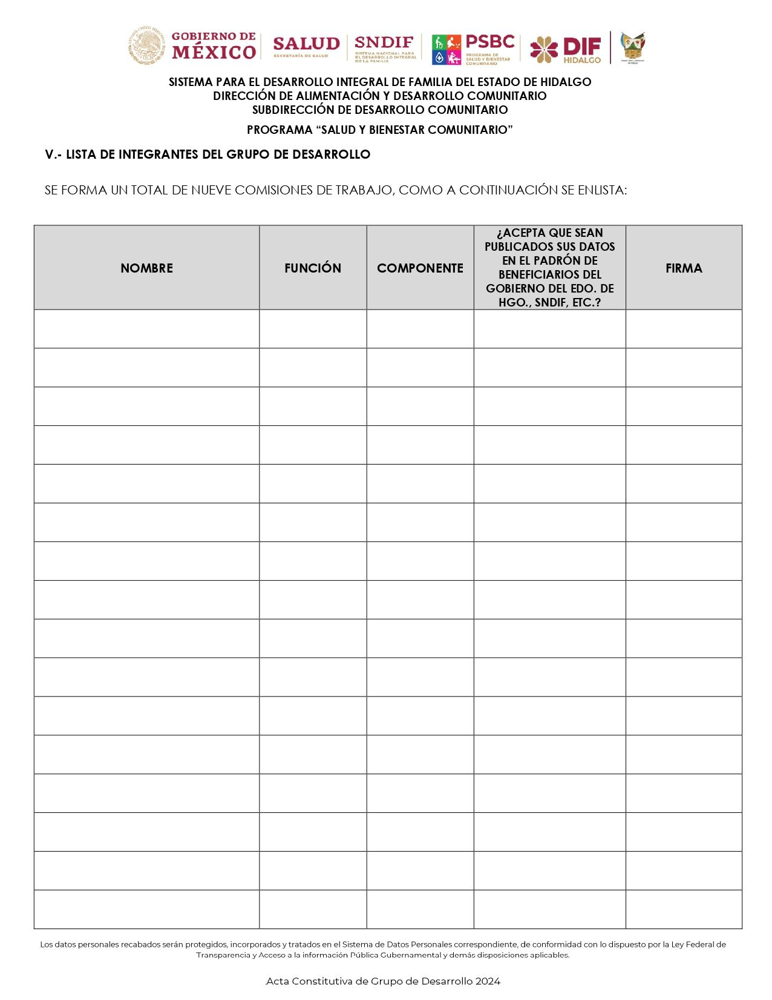 GOBIERNO DE
MÉXICO
SALUD
SECRETARÍA DE SALUD
SNDIF
SISTEMA NACIONAL PARA
EL DESARROLLO INTEGRAL
DE LA FAMILIA
PSBC
PROGRAMA DE
SALUD Y BIENESTAR
COMUNITARIO
DIF
HIDALGO
SISTEMA PARA EL DESARROLLO INTEGRAL DE FAMILIA DEL ESTADO DE HIDALGO
DIRECCIÓN DE ALIMENTACIÓN Y DESARROLLO COMUNITARIO
SUBDIRECCIÓN DE DESARROLLO COMUNITARIO
PROGRAMA “SALUD Y BIENESTAR COMUNITARIO”
V.- LISTA DE INTEGRANTES DEL GRUPO DE DESARROLLO
SE FORMA UN TOTAL DE NUEVE COMISIONES DE TRABAJO, COMO A CONTINUACIÓN SE ENLISTA:
NOMBRE
FUNCIÓN
COMPONENTE
¿ACEPTA QUE SEAN
PUBLICADOS SUS DATOS
EN EL PADRÓN DE
BENEFICIARIOS DEL
GOBIERNO DEL EDO. DE
HGO., SNDIF, ETC.?
FIRMA
Los datos personales recabados serán protegidos, incorporados y tratados en el Sistema de Datos Personales correspondiente, de conformidad con lo dispuesto por la Ley Federal de
Transparencia y Acceso a la información Pública Gubernamental y demás disposiciones aplicables.
Acta Constitutiva de Grupo de Desarrollo 2024